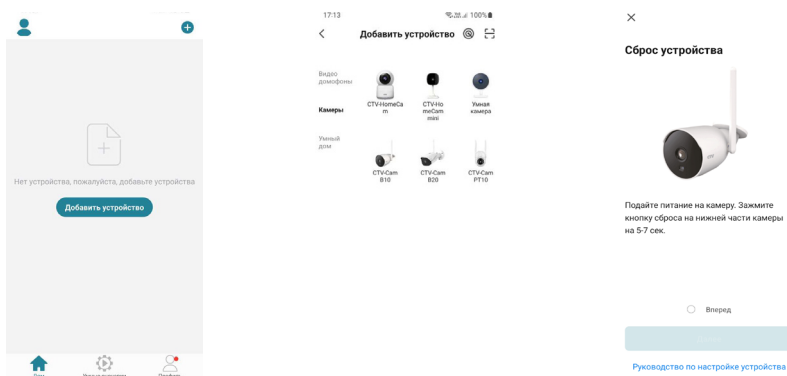 Нет устройства, пожалуйста, добавьте устройства
Добавить устройство
Дом
Профиль
17:13
100%
Добавить устройство
Видео
домофоны
Камеры
Умный
дом
CTV-HomeCa
m
CTV-Ho
meCam
mini
Умная
камера
CTV-Cam
B10
CTV-Cam
B20
CTV-Cam
PT10
Сброс устройства
Подайте питание на камеру. Зажмите
кнопку сброса на нижней части камеры
на 5-7 сек.
Вперед
Руководство по настройке устройства